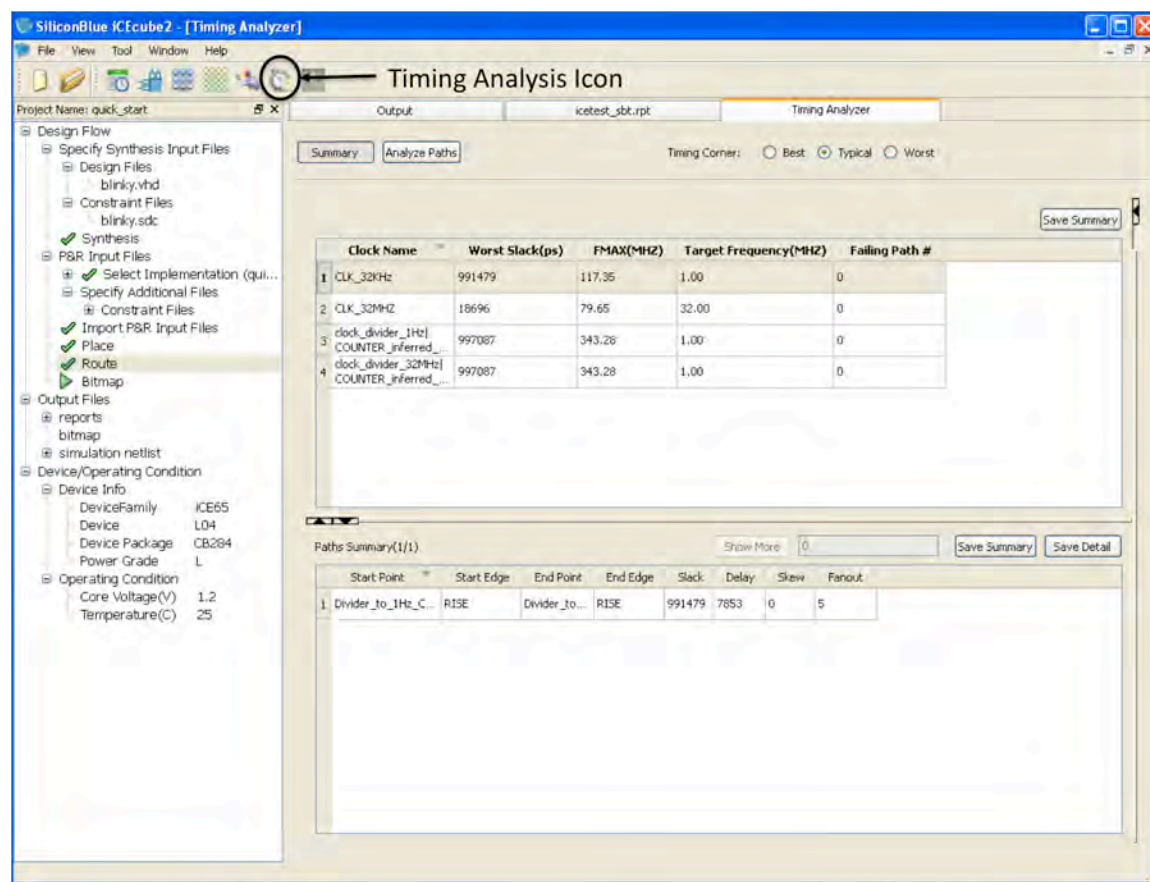 SiliconBlue iCEcube2 - [Timing Analyzer]
File View Tool Window Help
Timing Analysis Icon
Project Name: quick_start
Output icetest_sbt.rpt Timing Analyzer
Design Flow
Specify Synthesis Input Files
Design Files
blinky.vhd
Constraint Files
blinky.sdc
Synthesis
P&R Input Files
Select Implementation (qui...
Specify Additional Files
Constraint Files
Import P&R Input Files
Place
Route
Bitmap
Output Files
reports
bitmap
simulation netlist
Device/Operating Condition
Device Info
DeviceFamily iCE65
Device L04
Device Package CB284
Power Grade L
Operating Condition
Core Voltage(V) 1.2
Temperature(C) 25
Summary Analyze Paths Timing Corner: Best Typical Worst
Save Summary
Clock Name Worst Slack(ps) FMAX(MHZ) Target Frequency(MHZ) Failing Path #
1 CLK_32KHz 991479 117.35 1.00 0
2 CLK_32MHZ 18696 79.65 32.00 0
3 clock_divider_1Hz| COUNTER_inferred_... 997087 343.28 1.00 0
4 clock_divider_32MHz| COUNTER_inferred_... 997087 343.28 1.00 0
Paths Summary(1/1) Show More 0 Save Summary Save Detail
Start Point Start Edge End Point End Edge Slack Delay Skew Fanout
1 Divider_to_1Hz_C... RISE Divider_to... RISE 991479 7853 0 5